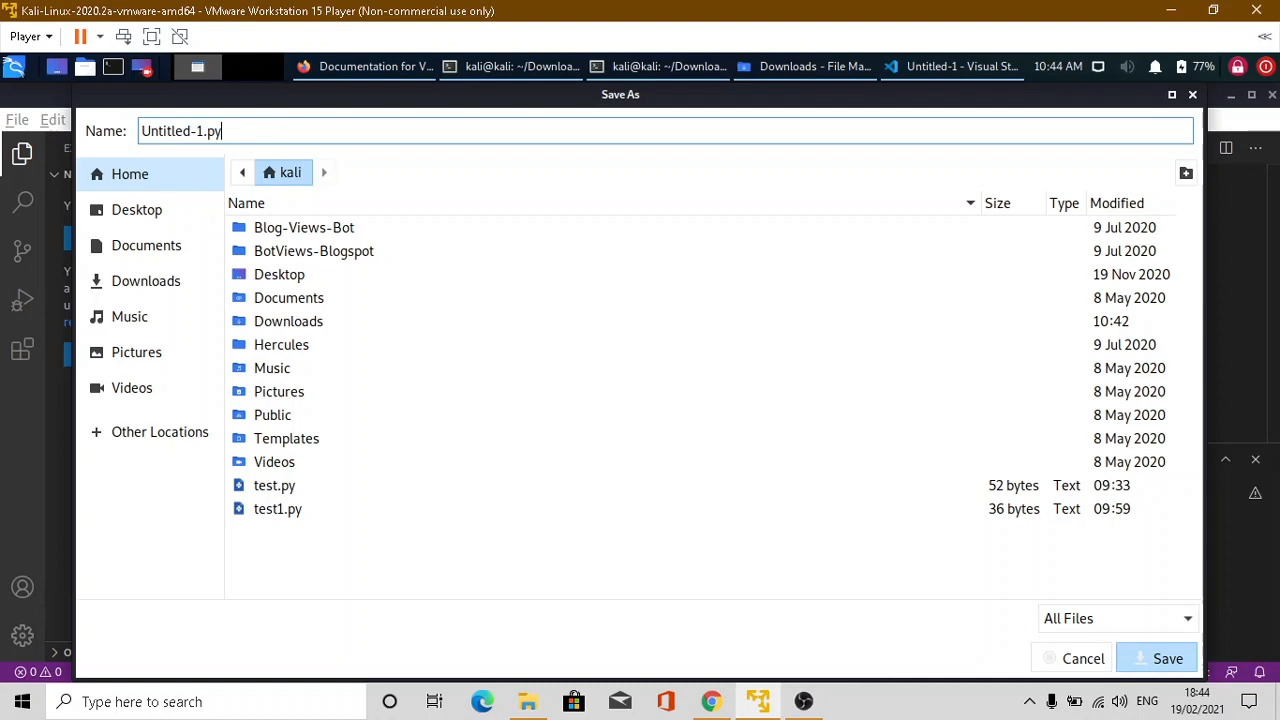 Kali-Linux-2020.2a-vmware-amd64 - VMware Workstation 15 Player (Non-commercial use only)
Player
Documentation for V... kali@kali: ~/Downloa... kali@kali: ~/Downloa... Downloads - File Ma... Untitled-1 - Visual St... 10:44 AM 77%
Save As
File Edit
Name: Untitled-1.py
Home kali
Name Size Type Modified
Desktop
Documents
Downloads
Music
Pictures
Videos
Other Locations
Blog-Views-Bot 9 Jul 2020
BotViews-Blogspot 9 Jul 2020
Desktop 19 Nov 2020
Documents 8 May 2020
Downloads 10:42
Hercules 9 Jul 2020
Music 8 May 2020
Pictures 8 May 2020
Public 8 May 2020
Templates 8 May 2020
Videos 8 May 2020
test.py 52 bytes Text 09:33
test1.py 36 bytes Text 09:59
All Files
Cancel Save
0 0
Type here to search
ENG
18:44
19/02/2021